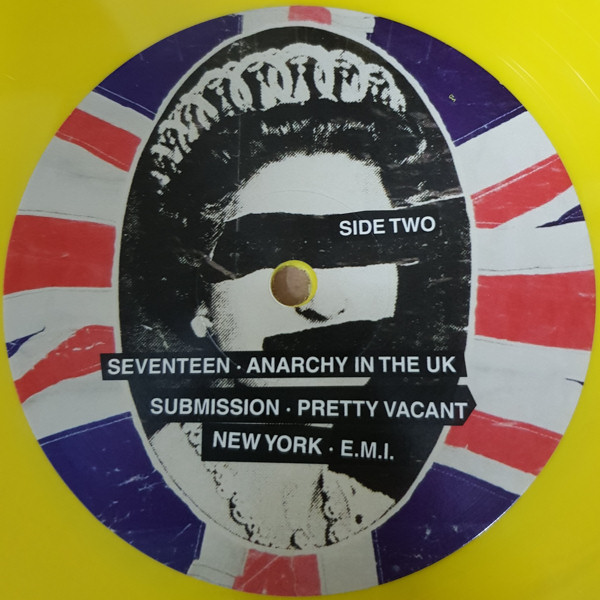 SIDE TWO
SEVENTEEN · ANARCHY IN THE UK
SUBMISSION · PRETTY VACANT
NEW YORK · E.M.I.